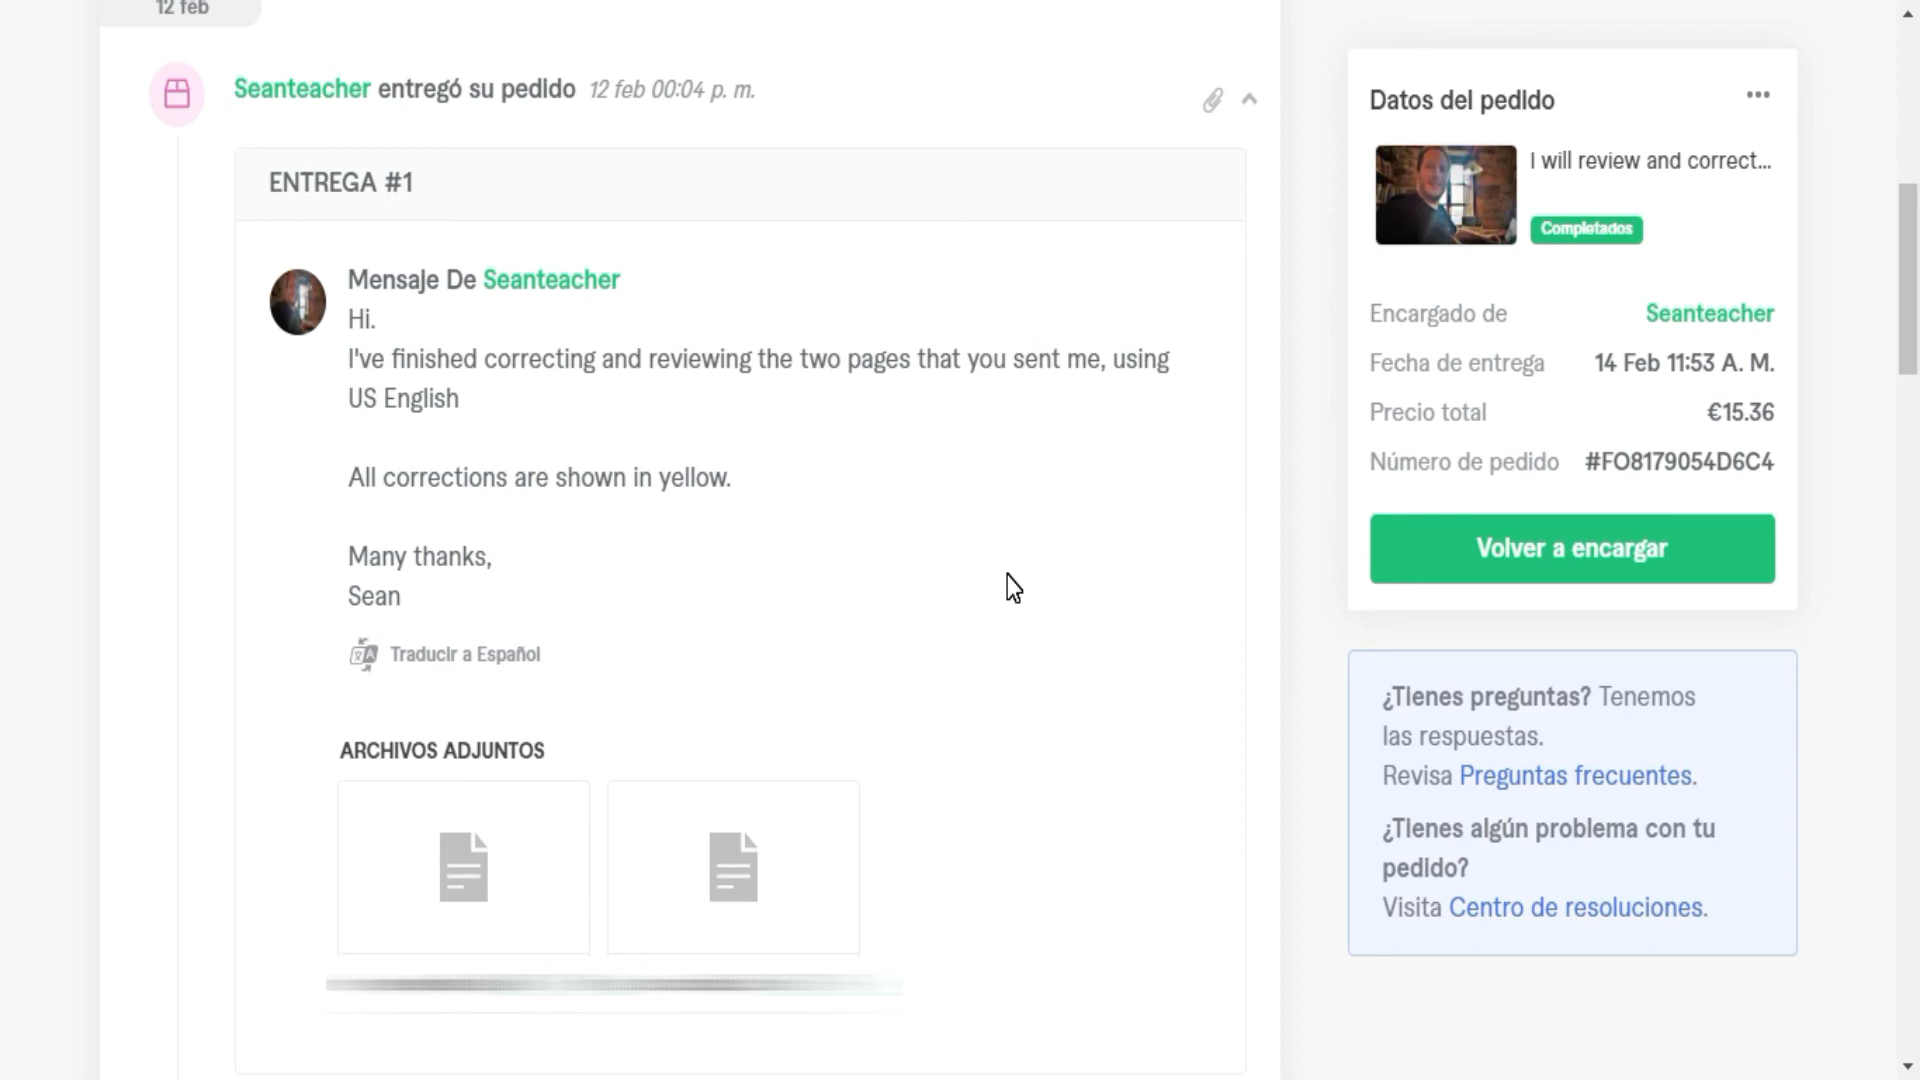 12 feb
Seanteacher entregó su pedido 12 feb 00:04 p. m.
ENTREGA #1
Mensaje De Seanteacher
Hi.
I've finished correcting and reviewing the two pages that you sent me, using
US English
All corrections are shown in yellow.
Many thanks,
Sean
Traducir a Español
ARCHIVOS ADJUNTOS
Datos del pedido
I will review and correct...
Completados
Encargado de Seanteacher
Fecha de entrega 14 Feb 11:53 A. M.
Precio total €15.36
Número de pedido #FO8179054D6C4
Volver a encargar
¿Tienes preguntas? Tenemos
las respuestas.
Revisa Preguntas frecuentes.
¿Tienes algún problema con tu
pedido?
Visita Centro de resoluciones.